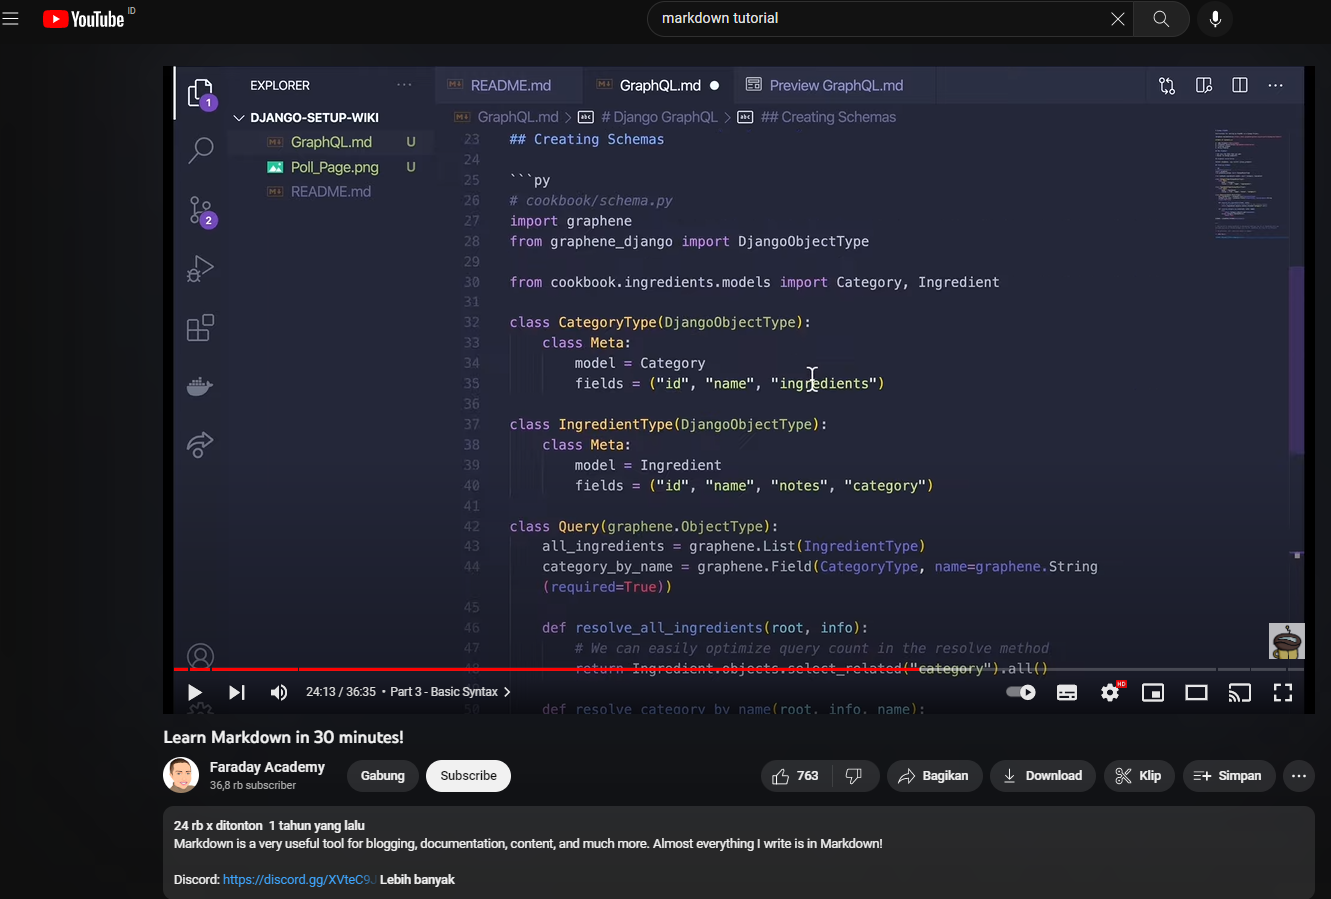 YouTube ID
markdown tutorial
EXPLORER
DJANGO-SETUP-WIKI
GraphQL.md U
Poll_Page.png U
README.md
1
2
README.md GraphQL.md Preview GraphQL.md
GraphQL.md > # Django GraphQL > ## Creating Schemas
23 ## Creating Schemas
24
25 ```py
26 # cookbook/schema.py
27 import graphene
28 from graphene_django import DjangoObjectType
29
30 from cookbook.ingredients.models import Category, Ingredient
31
32 class CategoryType(DjangoObjectType):
33 class Meta:
34 model = Category
35 fields = ("id", "name", "ingredients")
36
37 class IngredientType(DjangoObjectType):
38 class Meta:
39 model = Ingredient
40 fields = ("id", "name", "notes", "category")
41
42 class Query(graphene.ObjectType):
43 all_ingredients = graphene.List(IngredientType)
44 category_by_name = graphene.Field(CategoryType, name=graphene.String
(required=True))
45
46 def resolve_all_ingredients(root, info):
47 # We can easily optimize query count in the resolve method
48 return Ingredient.objects.select_related("category").all()
50 def resolve_category_by_name(root, info, name):
24:13 / 36:35 • Part 3 - Basic Syntax >
HD
Learn Markdown in 30 minutes!
Faraday Academy
36,8 rb subscriber
Gabung
Subscribe
763
Bagikan
Download
Klip
Simpan
24 rb x ditonton 1 tahun yang lalu
Markdown is a very useful tool for blogging, documentation, content, and much more. Almost everything I write is in Markdown!
Discord: https://discord.gg/XVteC9J Lebih banyak